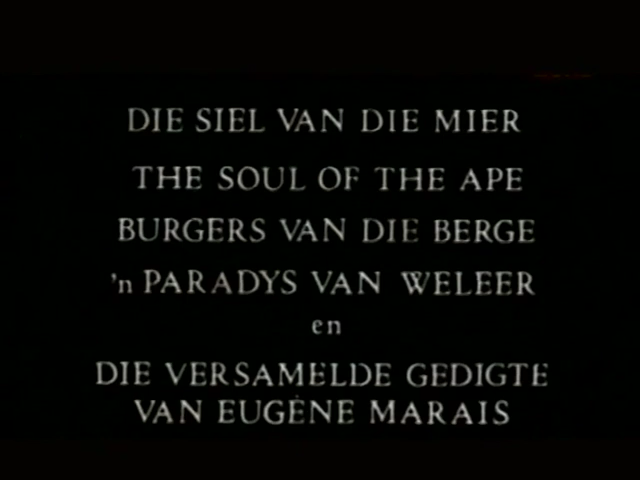 DIE SIEL VAN DIE MIER
THE SOUL OF THE APE
BURGERS VAN DIE BERGE
'n PARADYS VAN WELEER
en
DIE VERSAMELDE GEDIGTE
VAN EUGÈNE MARAIS